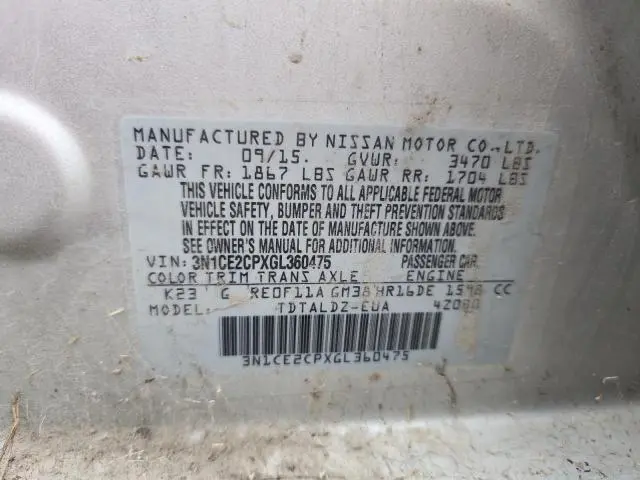 MANUFACTURED BY NISSAN MOTOR CO.,LTD.
DATE: 09/15. GVWR: 3470 LBS
GAWR FR: 1867 LBS GAWR RR: 1704 LBS
THIS VEHICLE CONFORMS TO ALL APPLICABLE FEDERAL MOTOR
VEHICLE SAFETY, BUMPER AND THEFT PREVENTION STANDARDS
IN EFFECT ON THE DATE OF MANUFACTURE SHOWN ABOVE.
SEE OWNER'S MANUAL FOR ADDITIONAL INFORMATION.
VIN: 3N1CE2CPXGL360475 PASSENGER CAR.
COLOR TRIM TRANS AXLE ENGINE
K23 G RE0F11A GM38 HR16DE 1598 CC
MODEL: TDTALDZ-EUA
3N1CE2CPXGL360475